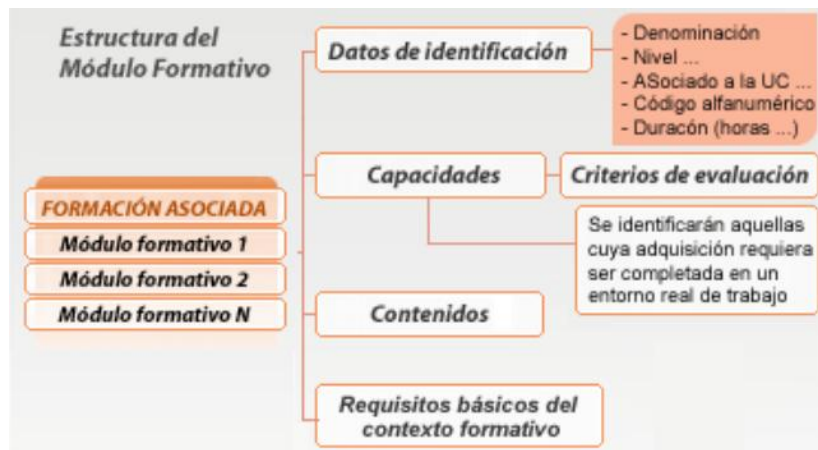 Estructura del
Módulo Formativo
FORMACIÓN ASOCIADA
Módulo formativo 1
Módulo formativo 2
Módulo formativo N
Datos de identificación
- Denominación
- Nivel ...
- ASociado a la UC ...
- Código alfanumérico
- Duracón (horas ...)
Capacidades
Criterios de evaluación
Se identificarán aquellas
cuya adquisición requiera
ser completada en un
entorno real de trabajo
Contenidos
Requisitos básicos del
contexto formativo